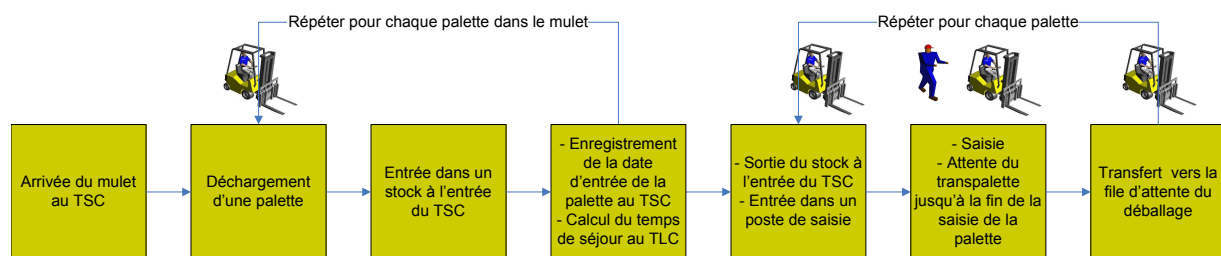 Répéter pour chaque palette dans le mulet
Répéter pour chaque palette
Arrivée du mulet
au TSC
Déchargement
d'une palette
Entrée dans un
stock à l'entrée
du TSC
- Enregistrement
de la date
d'entrée de la
palette au TSC
- Calcul du temps
de séjour au TLC
- Sortie du stock à
l'entrée du TSC
- Entrée dans un
poste de saisie
- Saisie
- Attente du
transpalette
jusqu'à la fin de la
saisie de la
palette
Transfert vers la
file d'attente du
déballage